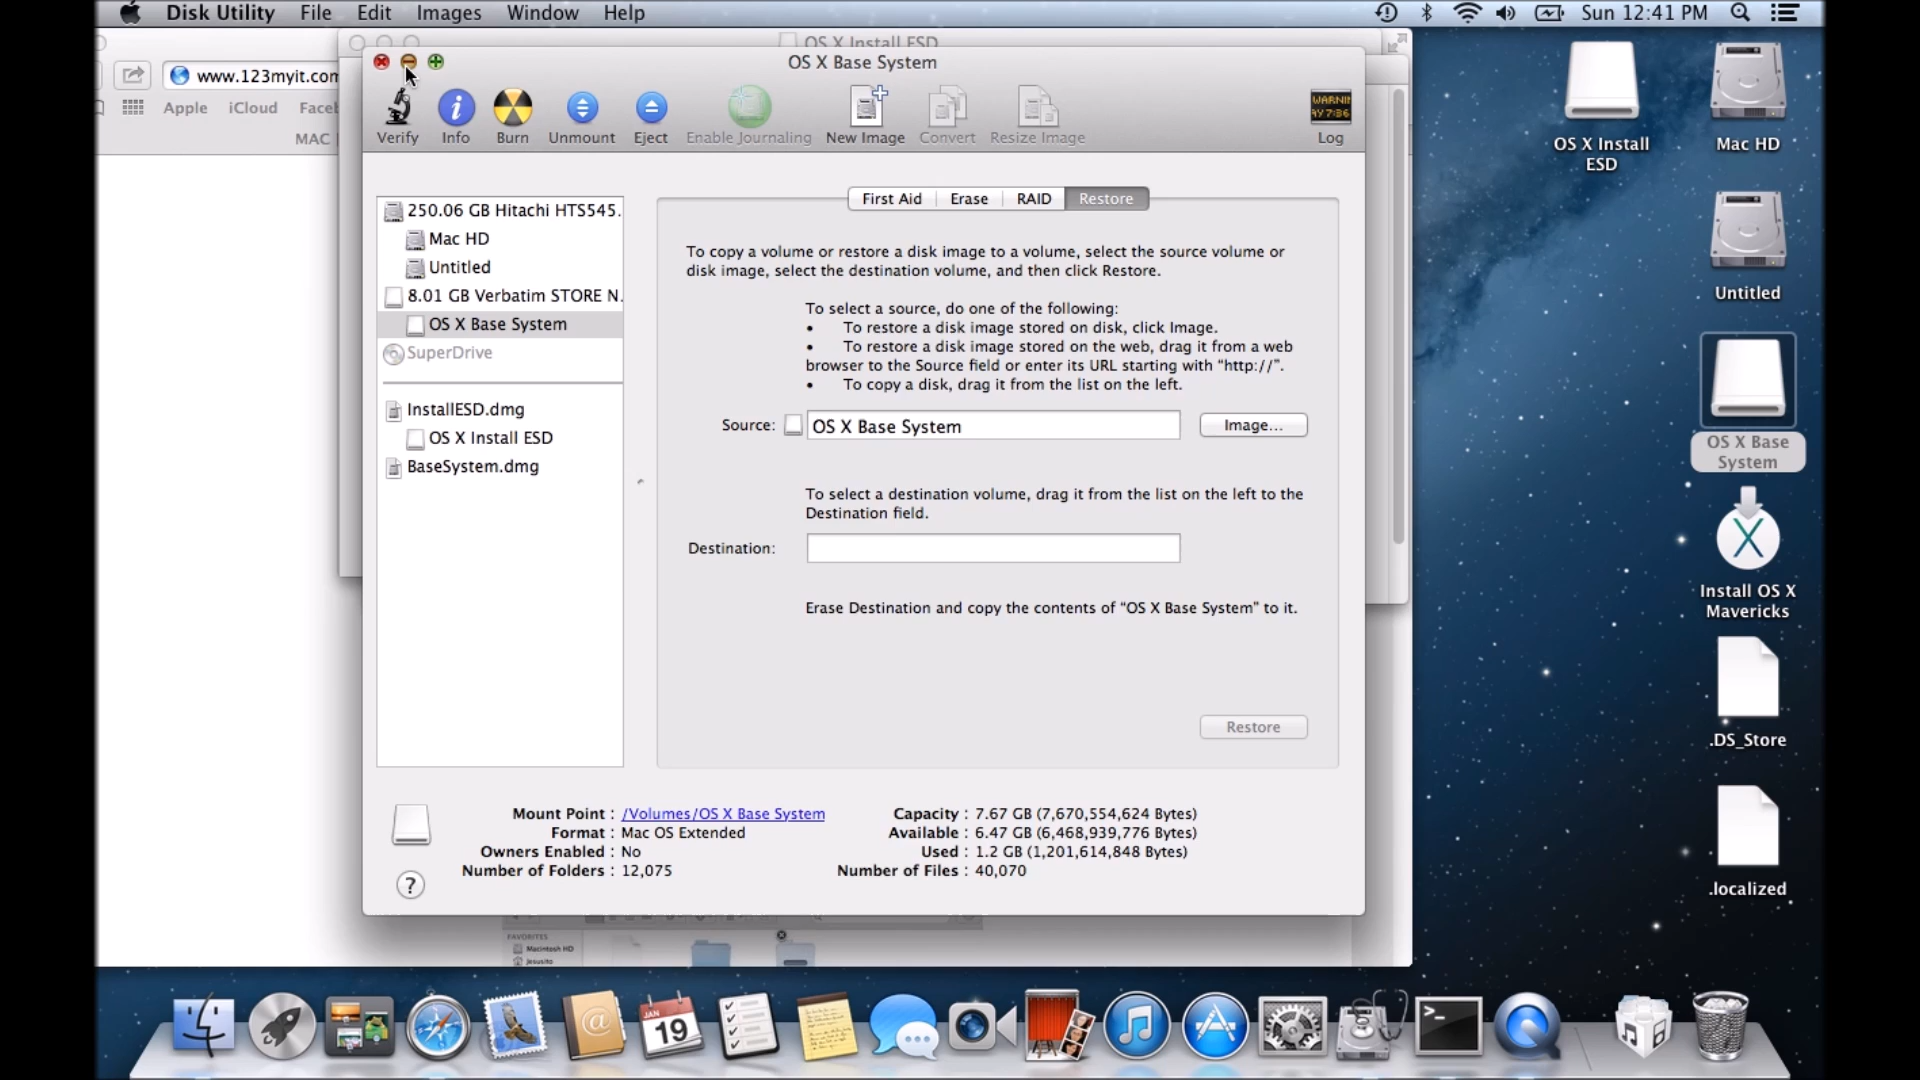 Disk Utility File Edit Images Window Help
Sun 12:41 PM
OS X Install ESD
OS X Base System
www.123myit.com
Apple iCloud
MAC
Verify Info Burn Unmount Eject Enable Journaling New Image Convert Resize Image Log
First Aid Erase RAID Restore
250.06 GB Hitachi HTS545.
Mac HD
Untitled
8.01 GB Verbatim STORE N.
OS X Base System
SuperDrive
InstallESD.dmg
OS X Install ESD
BaseSystem.dmg
To copy a volume or restore a disk image to a volume, select the source volume or
disk image, select the destination volume, and then click Restore.
To select a source, do one of the following:
• To restore a disk image stored on disk, click Image.
• To restore a disk image stored on the web, drag it from a web
browser to the Source field or enter its URL starting with “http://”.
• To copy a disk, drag it from the list on the left.
Source: OS X Base System Image...
To select a destination volume, drag it from the list on the left to the
Destination field.
Destination:
Erase Destination and copy the contents of “OS X Base System” to it.
Restore
Mount Point : /Volumes/OS X Base System
Format : Mac OS Extended
Owners Enabled : No
Number of Folders : 12,075
Capacity : 7.67 GB (7,670,554,624 Bytes)
Available : 6.47 GB (6,468,939,776 Bytes)
Used : 1.2 GB (1,201,614,848 Bytes)
Number of Files : 40,070
?
FAVORITES
Macintosh HD
jesusito
OS X Install
ESD
Mac HD
Untitled
OS X Base
System
Install OS X
Mavericks
.DS_Store
.localized
JAN
19